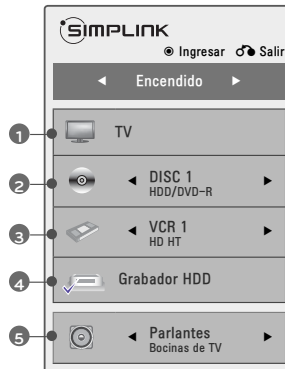 SIMPLINK
Ingresar Salir
◄ Encendido ►
1 TV
2 ◄ DISC 1 ►
HDD/DVD-R
3 ◄ VCR 1 ►
HD HT
4 Grabador HDD
5 ◄ Parlantes ►
Bocinas de TV